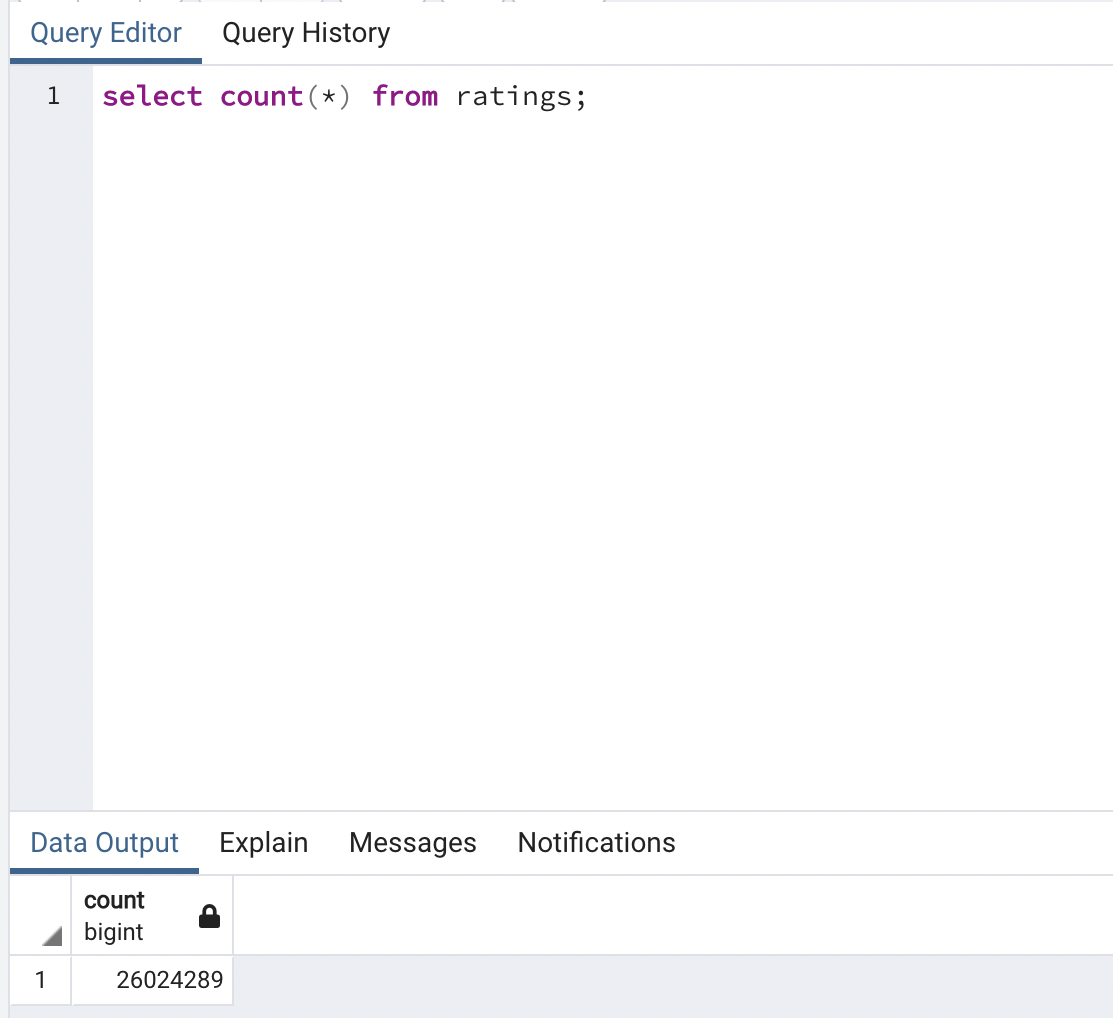 Query Editor Query History
1 select count(*) from ratings;
Data Output Explain Messages Notifications
count
bigint
1 26024289